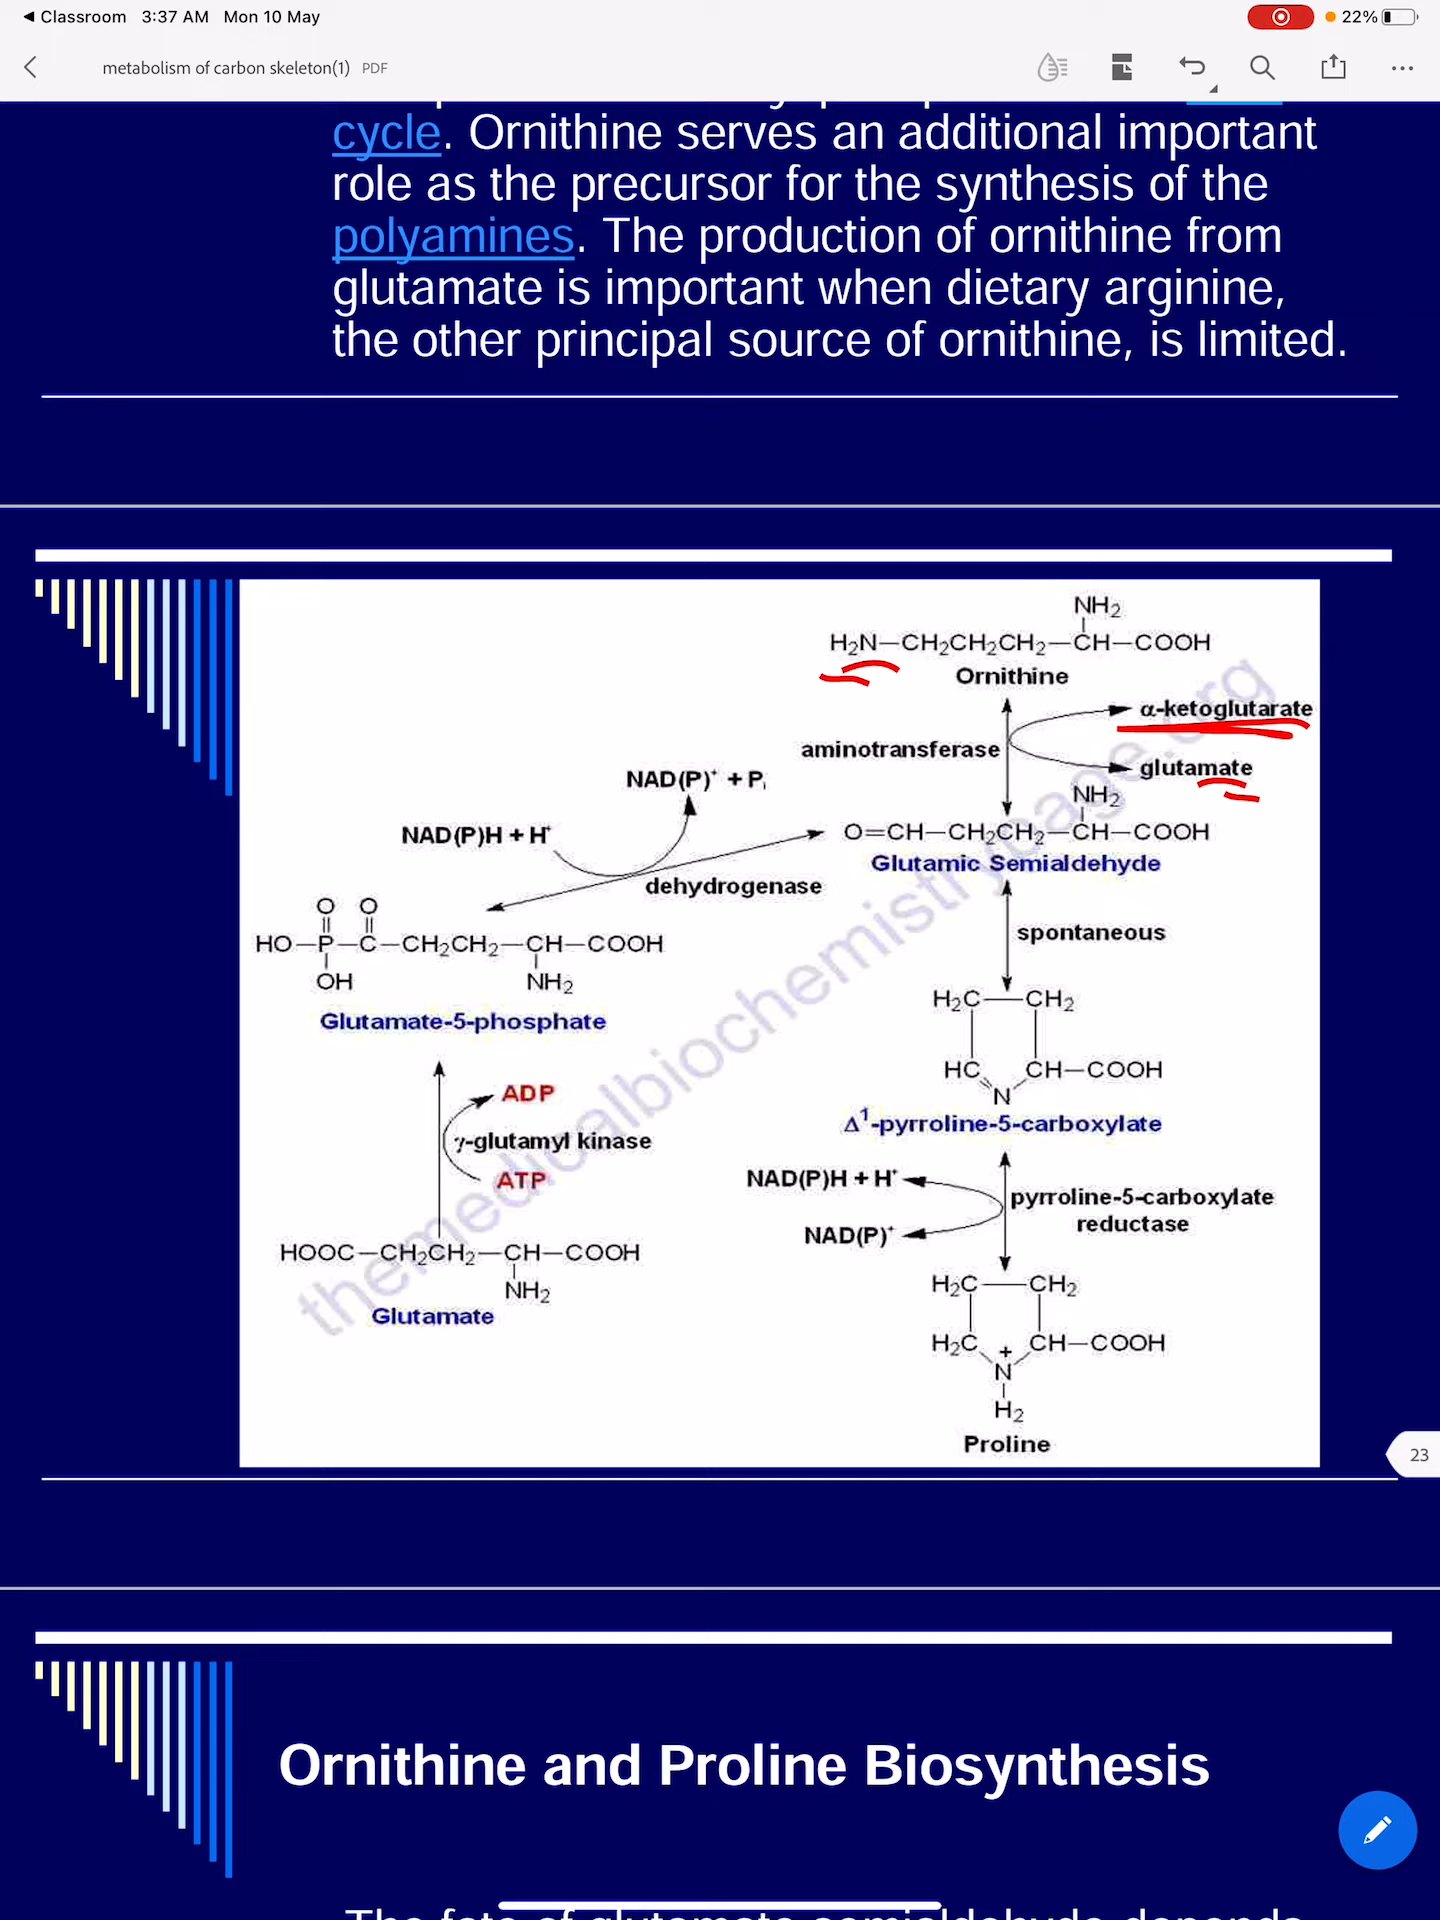 ◀ Classroom 3:37 AM Mon 10 May
22%
metabolism of carbon skeleton(1) PDF
cycle. Ornithine serves an additional important
role as the precursor for the synthesis of the
polyamines. The production of ornithine from
glutamate is important when dietary arginine,
the other principal source of ornithine, is limited.
NH₂
H₂N—CH₂CH₂CH₂—CH—COOH
Ornithine
α-ketoglutarate
aminotransferase
glutamate
NAD(P)⁺ + Pᵢ
NAD(P)H + H⁺
NH₂
O=CH—CH₂CH₂—CH—COOH
Glutamic Semialdehyde
dehydrogenase
O O
HO—P—C—CH₂CH₂—CH—COOH
OH NH₂
Glutamate-5-phosphate
spontaneous
H₂C—CH₂
HC CH—COOH
N
Δ¹-pyrroline-5-carboxylate
ADP
γ-glutamyl kinase
ATP
NAD(P)H + H⁺
pyrroline-5-carboxylate
reductase
NAD(P)⁺
HOOC—CH₂CH₂—CH—COOH
NH₂
Glutamate
H₂C—CH₂
H₂C CH—COOH
+
N
H₂
Proline
themedicalbiochemistrypage.org
23
Ornithine and Proline Biosynthesis